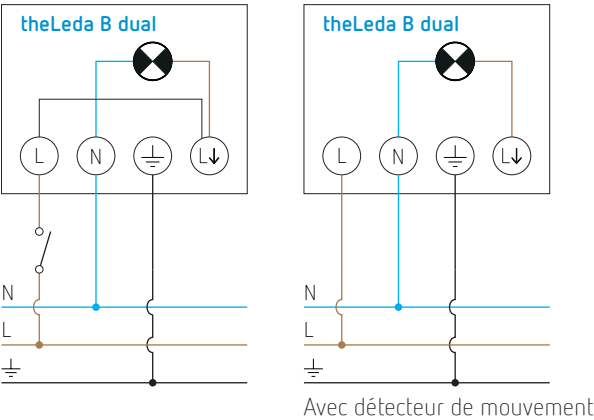 theLeda B dual
theLeda B dual
L N L↓
L N L↓
N
L
N
L
Avec détecteur de mouvement